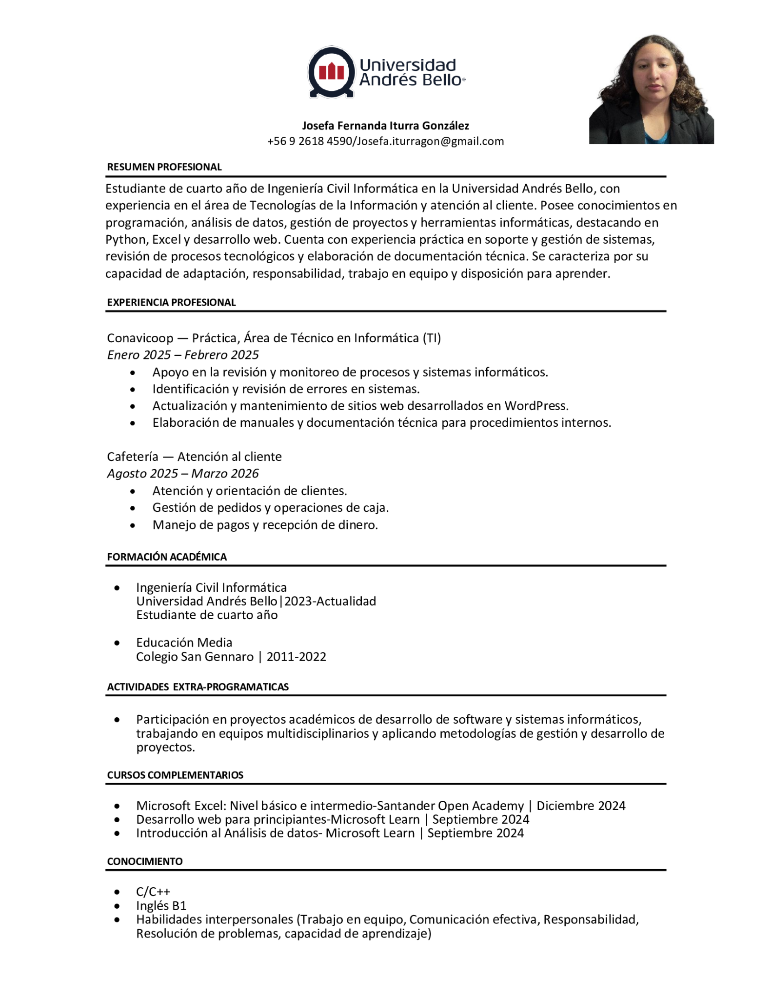 Universidad
Andrés Bello
Josefa Fernanda Iturra González
+56 9 2618 4590/Josefa.iturragon@gmail.com
RESUMEN PROFESIONAL
Estudiante de cuarto año de Ingeniería Civil Informática en la Universidad Andrés Bello, con
experiencia en el área de Tecnologías de la Información y atención al cliente. Posee conocimientos en
programación, análisis de datos, gestión de proyectos y herramientas informáticas, destacando en
Python, Excel y desarrollo web. Cuenta con experiencia práctica en soporte y gestión de sistemas,
revisión de procesos tecnológicos y elaboración de documentación técnica. Se caracteriza por su
capacidad de adaptación, responsabilidad, trabajo en equipo y disposición para aprender.
EXPERIENCIA PROFESIONAL
Conavicoop — Práctica, Área de Técnico en Informática (TI)
Enero 2025 – Febrero 2025
• Apoyo en la revisión y monitoreo de procesos y sistemas informáticos.
• Identificación y revisión de errores en sistemas.
• Actualización y mantenimiento de sitios web desarrollados en WordPress.
• Elaboración de manuales y documentación técnica para procedimientos internos.
Cafetería — Atención al cliente
Agosto 2025 – Marzo 2026
• Atención y orientación de clientes.
• Gestión de pedidos y operaciones de caja.
• Manejo de pagos y recepción de dinero.
FORMACIÓN ACADÉMICA
• Ingeniería Civil Informática
Universidad Andrés Bello|2023-Actualidad
Estudiante de cuarto año
• Educación Media
Colegio San Gennaro | 2011-2022
ACTIVIDADES EXTRA-PROGRAMATICAS
• Participación en proyectos académicos de desarrollo de software y sistemas informáticos,
trabajando en equipos multidisciplinarios y aplicando metodologías de gestión y desarrollo de
proyectos.
CURSOS COMPLEMENTARIOS
• Microsoft Excel: Nivel básico e intermedio-Santander Open Academy | Diciembre 2024
• Desarrollo web para principiantes-Microsoft Learn | Septiembre 2024
• Introducción al Análisis de datos- Microsoft Learn | Septiembre 2024
CONOCIMIENTO
• C/C++
• Inglés B1
• Habilidades interpersonales (Trabajo en equipo, Comunicación efectiva, Responsabilidad,
Resolución de problemas, capacidad de aprendizaje)